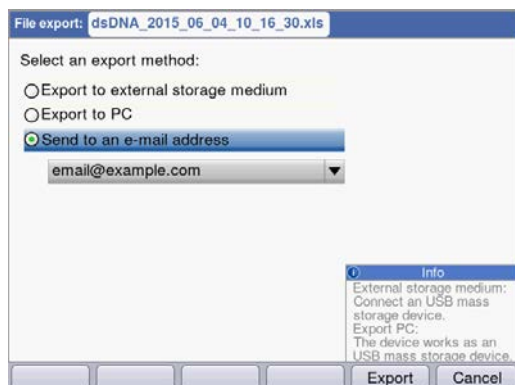 File export: dsDNA_2015_06_04_10_16_30.xls
Select an export method:
Export to external storage medium
Export to PC
Send to an e-mail address
email@example.com
Info
External storage medium:
Connect an USB mass
storage device.
Export PC:
The device works as an
USB mass storage device.
Export
Cancel